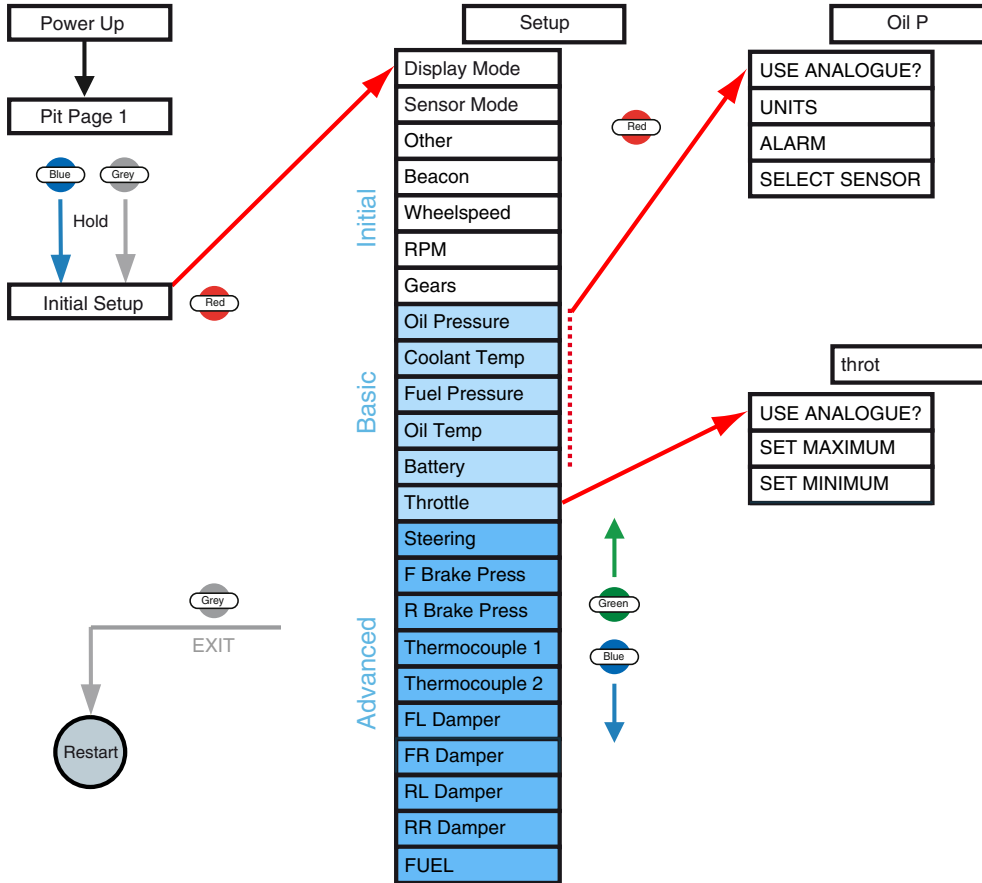 Power Up
Pit Page 1
Blue
Grey
Hold
Initial Setup
Red
Setup
Initial
Display Mode
Sensor Mode
Other
Beacon
Wheelspeed
RPM
Gears
Basic
Oil Pressure
Coolant Temp
Fuel Pressure
Oil Temp
Battery
Throttle
Advanced
Steering
F Brake Press
R Brake Press
Thermocouple 1
Thermocouple 2
FL Damper
FR Damper
RL Damper
RR Damper
FUEL
Red
Oil P
USE ANALOGUE?
UNITS
ALARM
SELECT SENSOR
throt
USE ANALOGUE?
SET MAXIMUM
SET MINIMUM
Green
Blue
Grey
EXIT
Restart